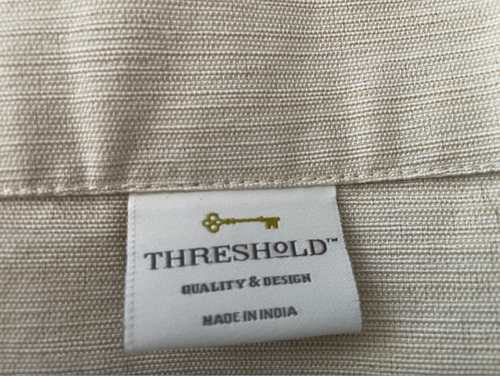 THRESHOLD™
QUALITY & DESIGN
MADE IN INDIA